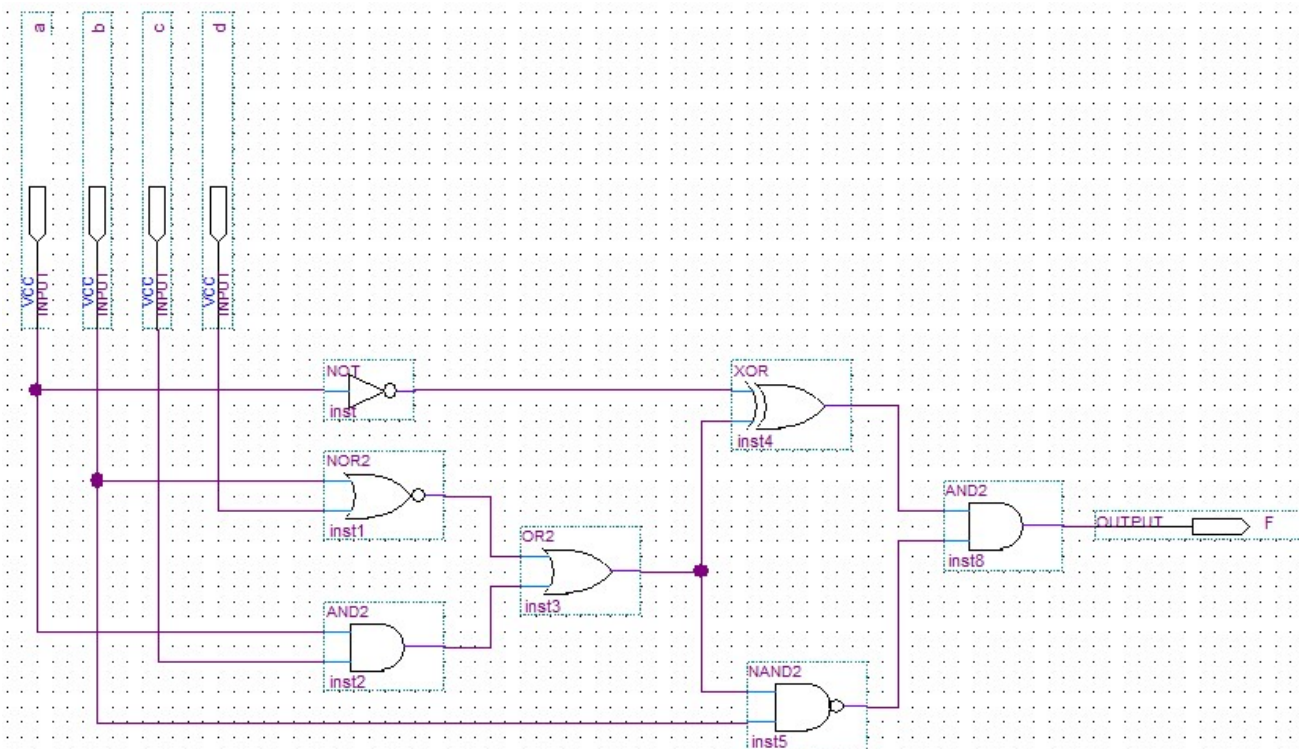 a
b
c
d
VCC
INPUT
VCC
INPUT
VCC
INPUT
VCC
INPUT
NOT
inst
XOR
inst4
NOR2
inst1
AND2
inst8
OUTPUT
F
OR2
inst3
AND2
inst2
NAND2
inst5